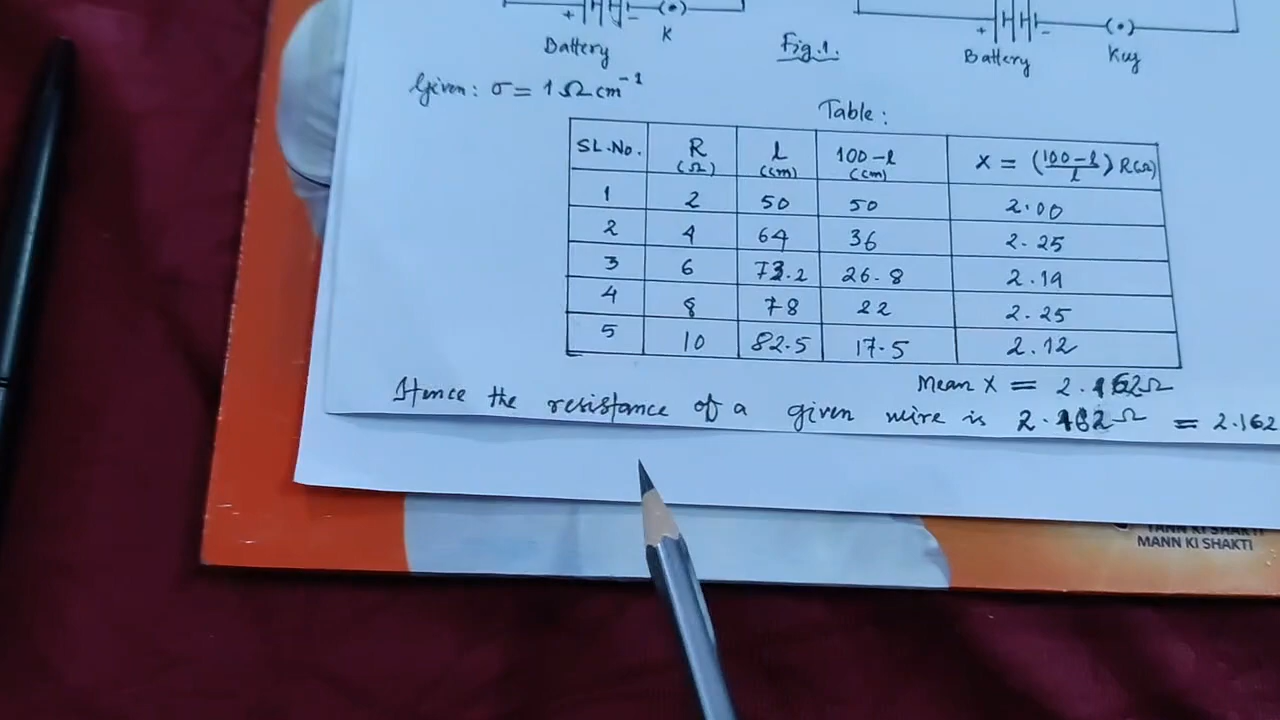 + - K
Battery
Fig.1.
+ -
Battery Key
Given: σ = 1 Ω cm⁻¹
Table:
SL.No. R (Ω) l (cm) 100-l (cm) X = (100-l/l) R(Ω)
1 2 50 50 2.00
2 4 64 36 2.25
3 6 73.2 26.8 2.19
4 8 78 22 2.25
5 10 82.5 17.5 2.12
Mean X = 2.162Ω
Hence the resistance of a given wire is 2.162Ω = 2.162
MANN KI SHAKTI